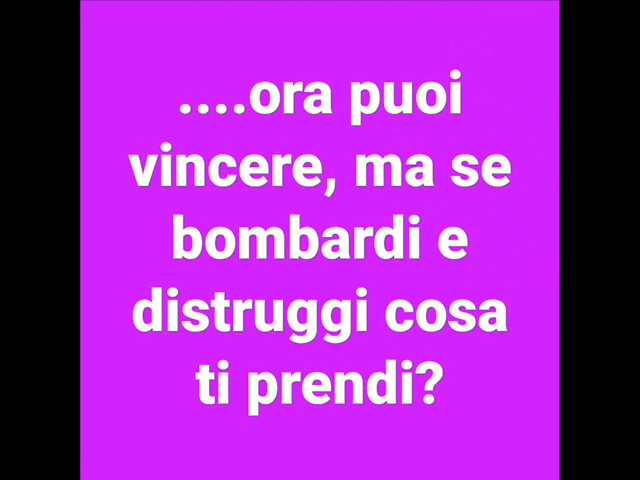 ....ora puoi
vincere, ma se
bombardi e
distruggi cosa
ti prendi?